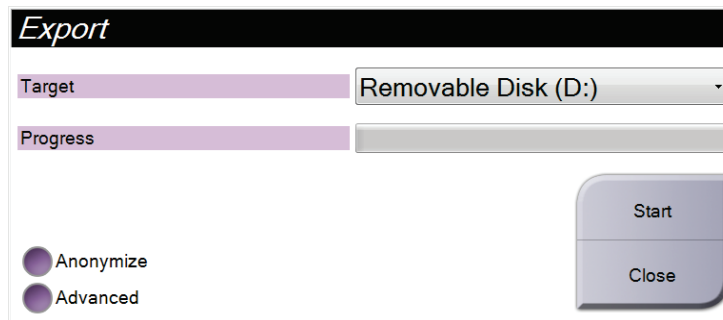 Export
Target
Removable Disk (D:)
Progress
Start
Close
Anonymize
Advanced